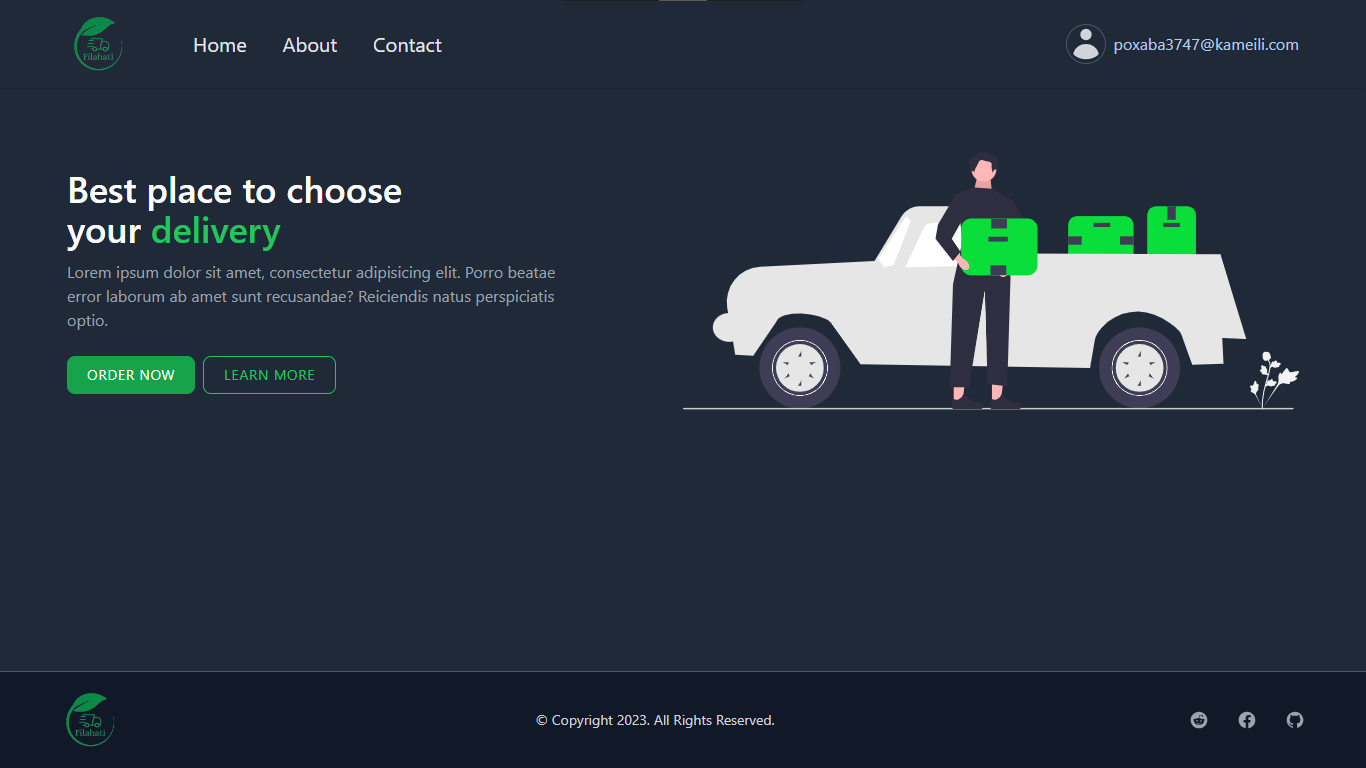 Filahati
Home
About
Contact
poxaba3747@kameili.com
Best place to choose
your delivery
Lorem ipsum dolor sit amet, consectetur adipisicing elit. Porro beatae
error laborum ab amet sunt recusandae? Reiciendis natus perspiciatis
optio.
ORDER NOW
LEARN MORE
Filahati
© Copyright 2023. All Rights Reserved.